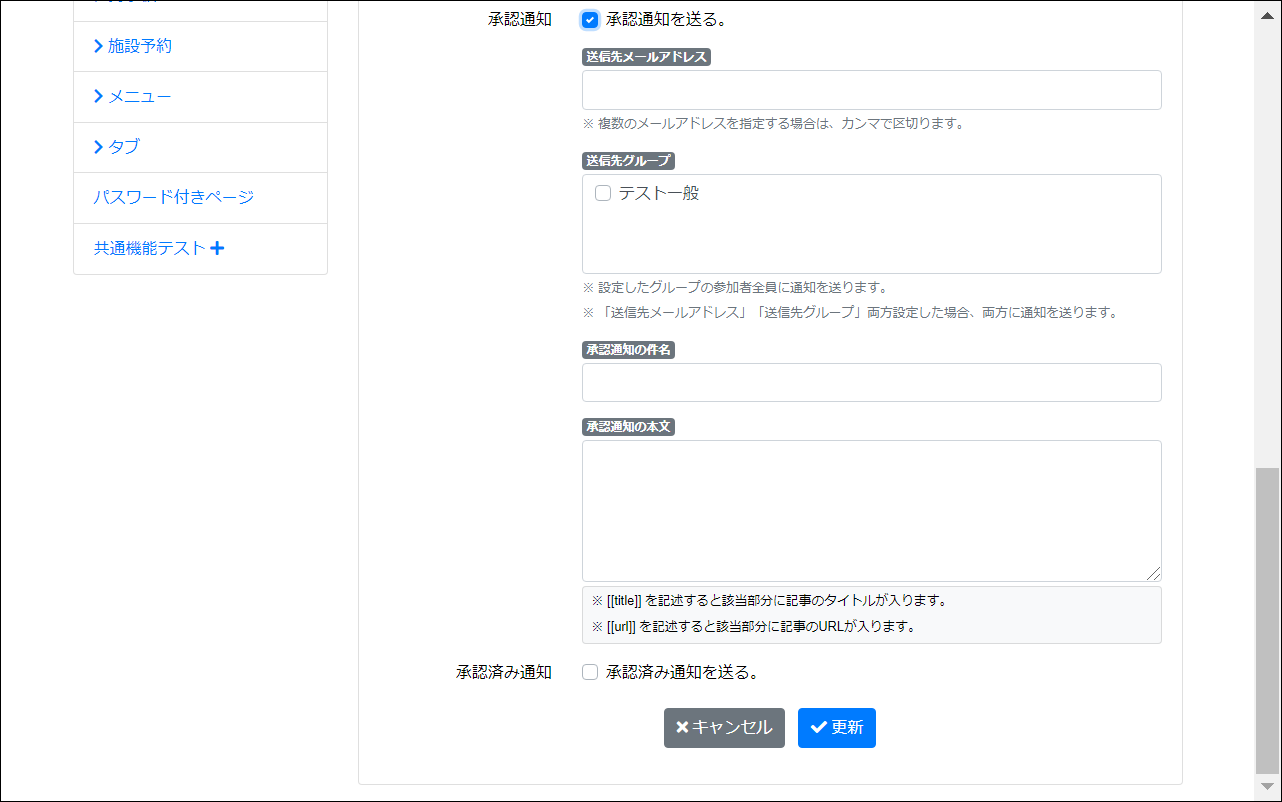 施設予約
メニュー
タブ
パスワード付きページ
共通機能テスト
承認通知
承認通知を送る。
送信先メールアドレス
※ 複数のメールアドレスを指定する場合は、カンマで区切ります。
送信先グループ
テスト一般
※ 設定したグループの参加者全員に通知を送ります。
※ 「送信先メールアドレス」「送信先グループ」両方設定した場合、両方に通知を送ります。
承認通知の件名
承認通知の本文
※ [[title]] を記述すると該当部分に記事のタイトルが入ります。
※ [[url]] を記述すると該当部分に記事のURLが入ります。
承認済み通知
承認済み通知を送る。
キャンセル
更新